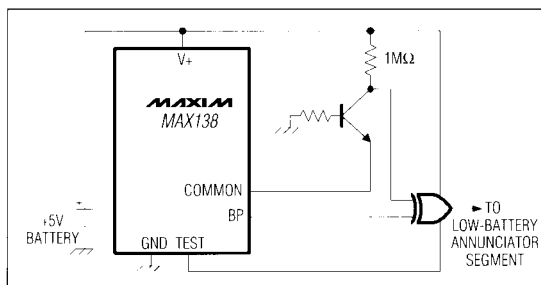 V+
1MΩ
MAXIM
MAX138
COMMON
BP
+5V
BATTERY
GND TEST
TO
LOW-BATTERY
ANNUNCIATOR
SEGMENT